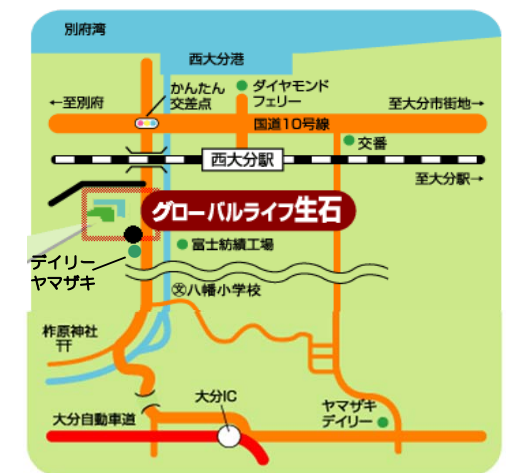 別府湾
西大分港
かんたん
交差点
ダイヤモンド
フェリー
←至別府
至大分市街地→
国道10号線
交番
西大分駅
至大分駅→
グローバルライフ生石
富士紡績工場
デイリー
ヤマザキ
文八幡小学校
柞原神社
大分IC
大分自動車道
ヤマザキ
デイリー